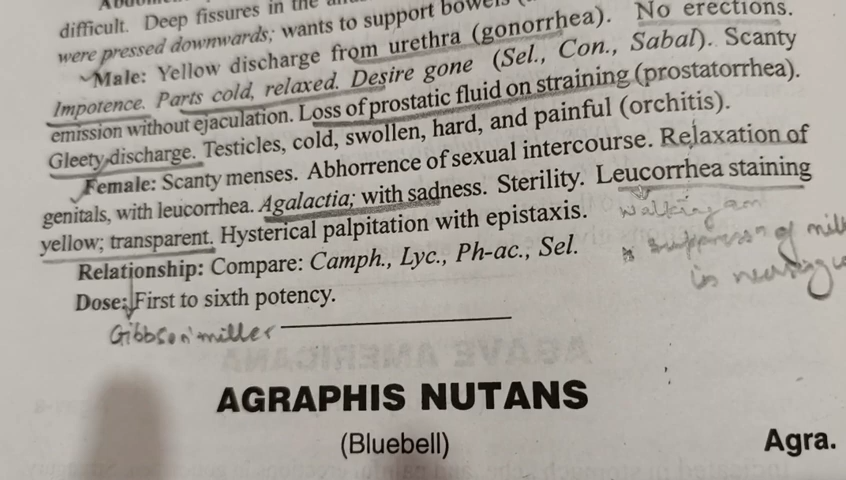 difficult. Deep fissures in the
were pressed downwards; wants to support bowels
Male: Yellow discharge from urethra (gonorrhea). No erections.
Impotence. Parts cold, relaxed. Desire gone (Sel., Con., Sabal). Scanty
emission without ejaculation. Loss of prostatic fluid on straining (prostatorrhea).
Gleety discharge. Testicles, cold, swollen, hard, and painful (orchitis).
Female: Scanty menses. Abhorrence of sexual intercourse. Relaxation of
genitals, with leucorrhea. Agalactia; with sadness. Sterility. Leucorrhea staining
yellow; transparent. Hysterical palpitation with epistaxis.
Relationship: Compare: Camph., Lyc., Ph-ac., Sel.
Dose: First to sixth potency.
Gibbson miller
AGRAPHIS NUTANS
(Bluebell)
Agra.